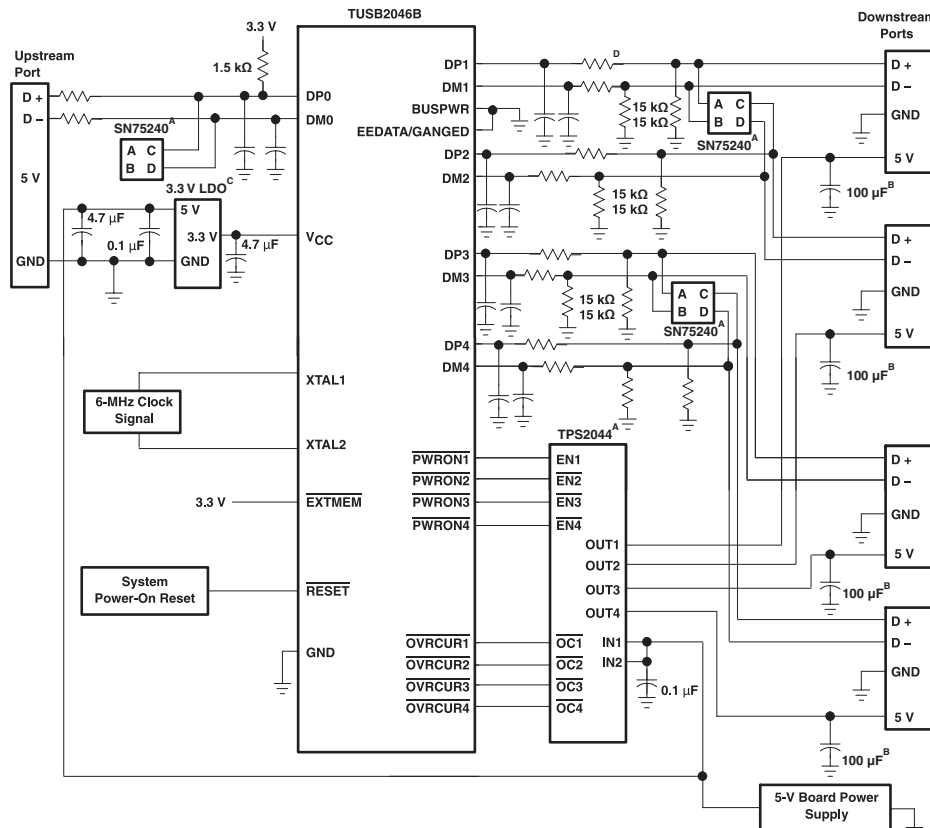 TUSB2046B
Downstream
Ports
Upstream
Port
3.3 V
1.5 kΩ
D +
D −
5 V
GND
SN75240A
A C
B D
3.3 V LDOC
5 V
3.3 V
GND
4.7 μF
0.1 μF
4.7 μF
DP0
DM0
VCC
XTAL1
XTAL2
6-MHz Clock
Signal
3.3 V
EXTMEM
System
Power-On Reset
RESET
GND
DP1
DM1
BUSPWR
EEDATA/GANGED
DP2
DM2
DP3
DM3
DP4
DM4
PWRON1
PWRON2
PWRON3
PWRON4
OVRCUR1
OVRCUR2
OVRCUR3
OVRCUR4
D
15 kΩ
15 kΩ
A C
B D
SN75240A
15 kΩ
15 kΩ
15 kΩ
15 kΩ
A C
B D
SN75240A
TPS2044A
EN1
EN2
EN3
EN4
OUT1
OUT2
OUT3
OUT4
IN1
IN2
OC1
OC2
OC3
OC4
0.1 μF
D +
D −
GND
5 V
100 μFB
D +
D −
GND
5 V
100 μFB
D +
D −
GND
5 V
100 μFB
D +
D −
GND
5 V
100 μFB
5-V Board Power
Supply